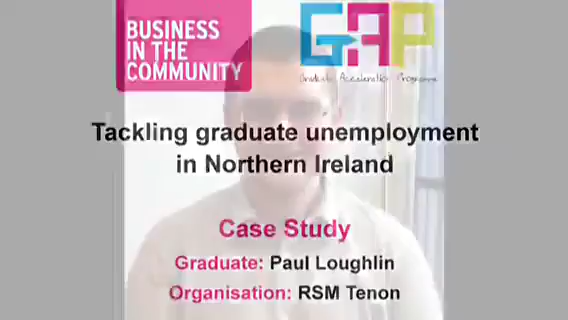 BUSINESS
IN THE
COMMUNITY
GAP
Graduate Acceleration Programme
Tackling graduate unemployment
in Northern Ireland
Case Study
Graduate: Paul Loughlin
Organisation: RSM Tenon